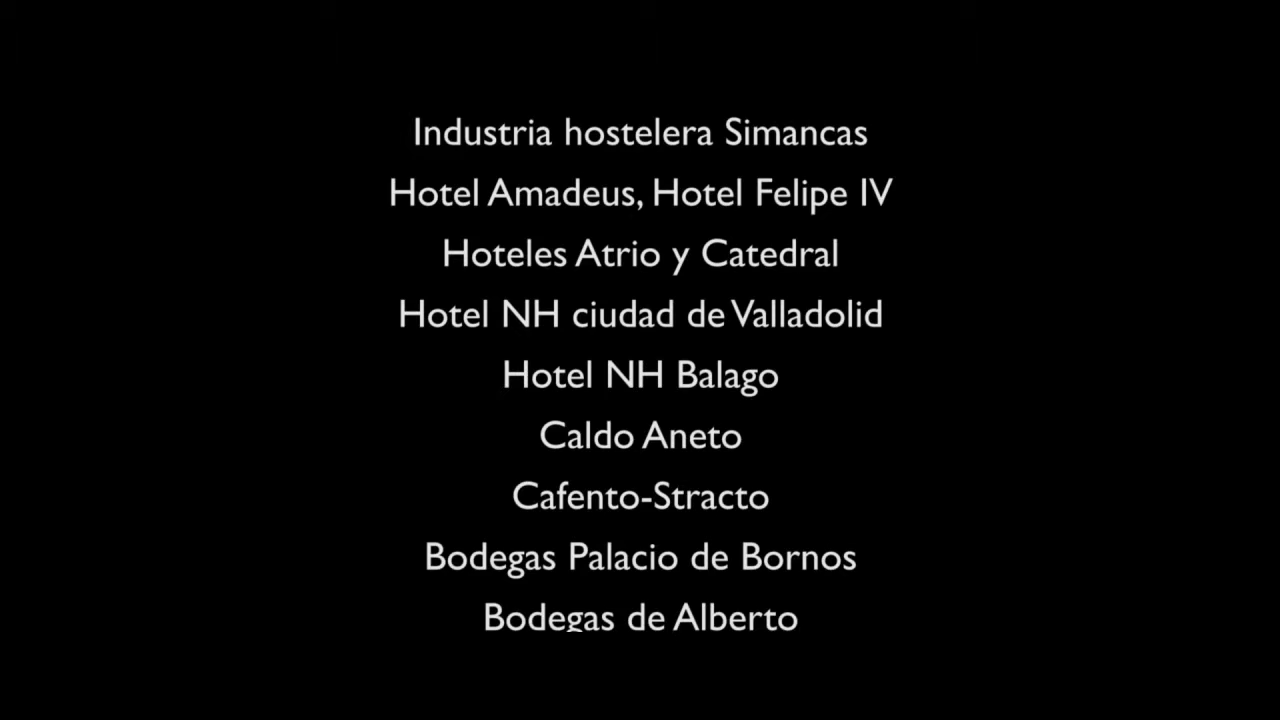 Industria hostelera Simancas
Hotel Amadeus, Hotel Felipe IV
Hoteles Atrio y Catedral
Hotel NH ciudad de Valladolid
Hotel NH Balago
Caldo Aneto
Cafento-Stracto
Bodegas Palacio de Bornos
Bodegas de Alberto